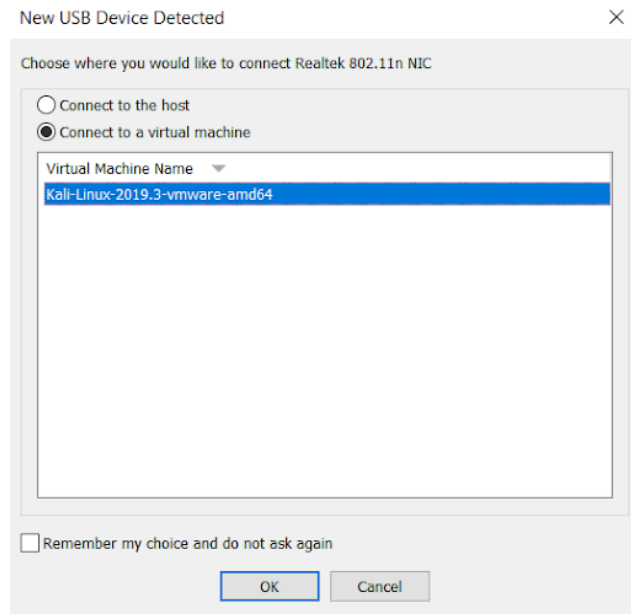 New USB Device Detected
Choose where you would like to connect Realtek 802.11n NIC
Connect to the host
Connect to a virtual machine
Virtual Machine Name
Kali-Linux-2019.3-vmware-amd64
Remember my choice and do not ask again
OK Cancel